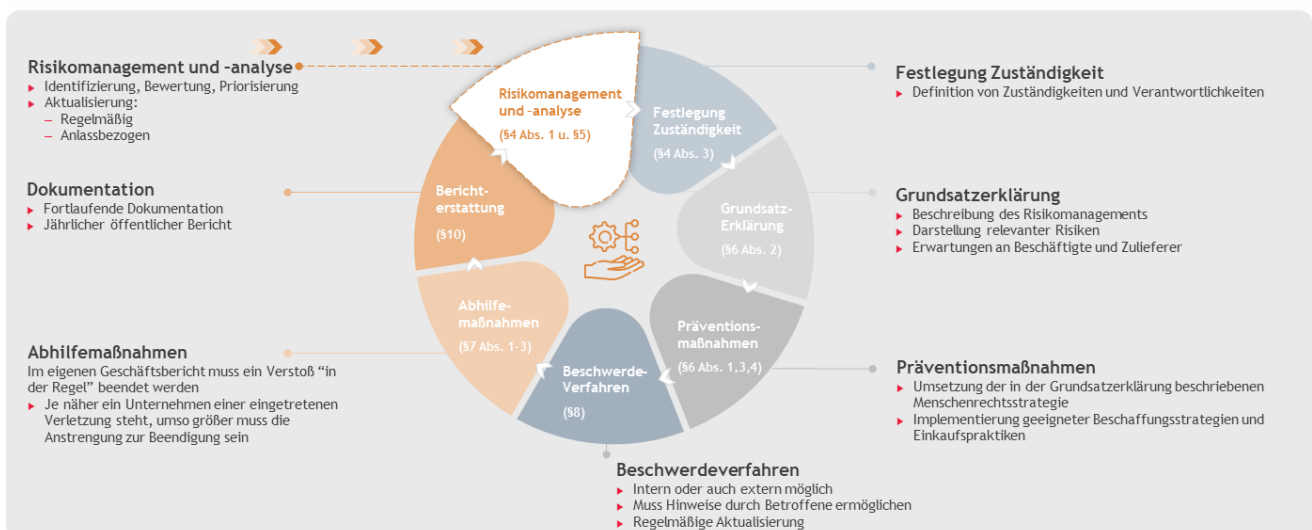 Risikomanagement und –analyse
Identifizierung, Bewertung, Priorisierung
Aktualisierung:
– Regelmäßig
– Anlassbezogen
Dokumentation
Fortlaufende Dokumentation
Jährlicher öffentlicher Bericht
Abhilfemaßnahmen
Im eigenen Geschäftsbericht muss ein Verstoß “in
der Regel” beendet werden
Je näher ein Unternehmen einer eingetretenen
Verletzung steht, umso größer muss die
Anstrengung zur Beendigung sein
Risikomanagement
und –analyse
(§4 Abs. 1 u. §5)
Festlegung
Zuständigkeit
(§4 Abs. 3)
Grundsatz-
Erklärung
(§6 Abs. 2)
Präventions-
maßnahmen
(§6 Abs. 1,3,4)
Beschwerde-
Verfahren
(§8)
Abhilfe-
maßnahmen
(§7 Abs. 1-3)
Bericht-
erstattung
(§10)
Festlegung Zuständigkeit
Definition von Zuständigkeiten und Verantwortlichkeiten
Grundsatzerklärung
Beschreibung des Risikomanagements
Darstellung relevanter Risiken
Erwartungen an Beschäftigte und Zulieferer
Präventionsmaßnahmen
Umsetzung der in der Grundsatzerklärung beschriebenen
Menschenrechtsstrategie
Implementierung geeigneter Beschaffungsstrategien und
Einkaufspraktiken
Beschwerdeverfahren
Intern oder auch extern möglich
Muss Hinweise durch Betroffene ermöglichen
Regelmäßige Aktualisierung